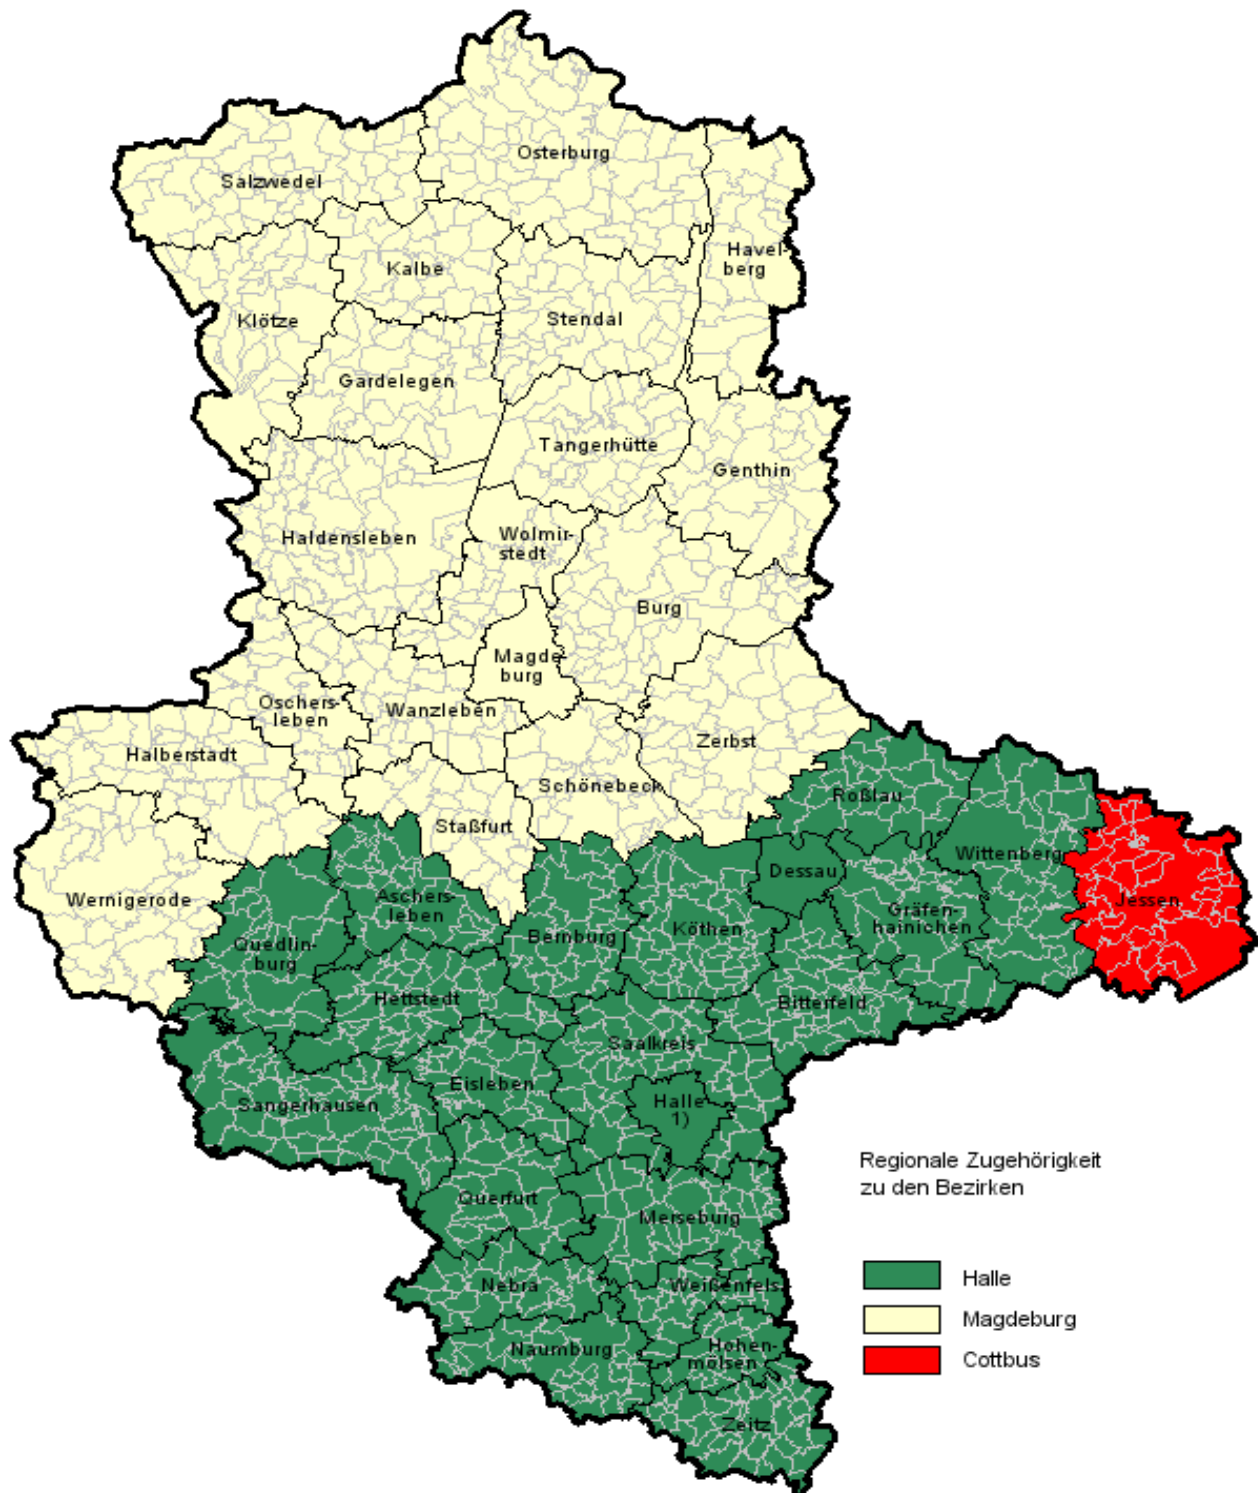 Osterburg
Salzwedel
Havel-
berg
Kalbe
Klötze
Stendal
Gardelegen
Tangerhütte
Genthin
Haldensleben
Wolmir-
stedt
Burg
Magde-
burg
Oschers-
leben
Wanzleben
Zerbst
Halberstadt
Schönebeck
Roßlau
Staßfurt
Wittenberg
Dessau
Wernigerode
Aschers-
leben
Jessen
Gräfen-
hainichen
Quedlin-
burg
Bernburg
Köthen
Hettstedt
Bitterfeld
Saalkreis
Eisleben
Sangerhausen
Halle
1)
Regionale Zugehörigkeit
zu den Bezirken
Querfurt
Merseburg
Nebra
Weißenfels
Naumburg
Hohen-
mölsen
Zeitz
Halle
Magdeburg
Cottbus